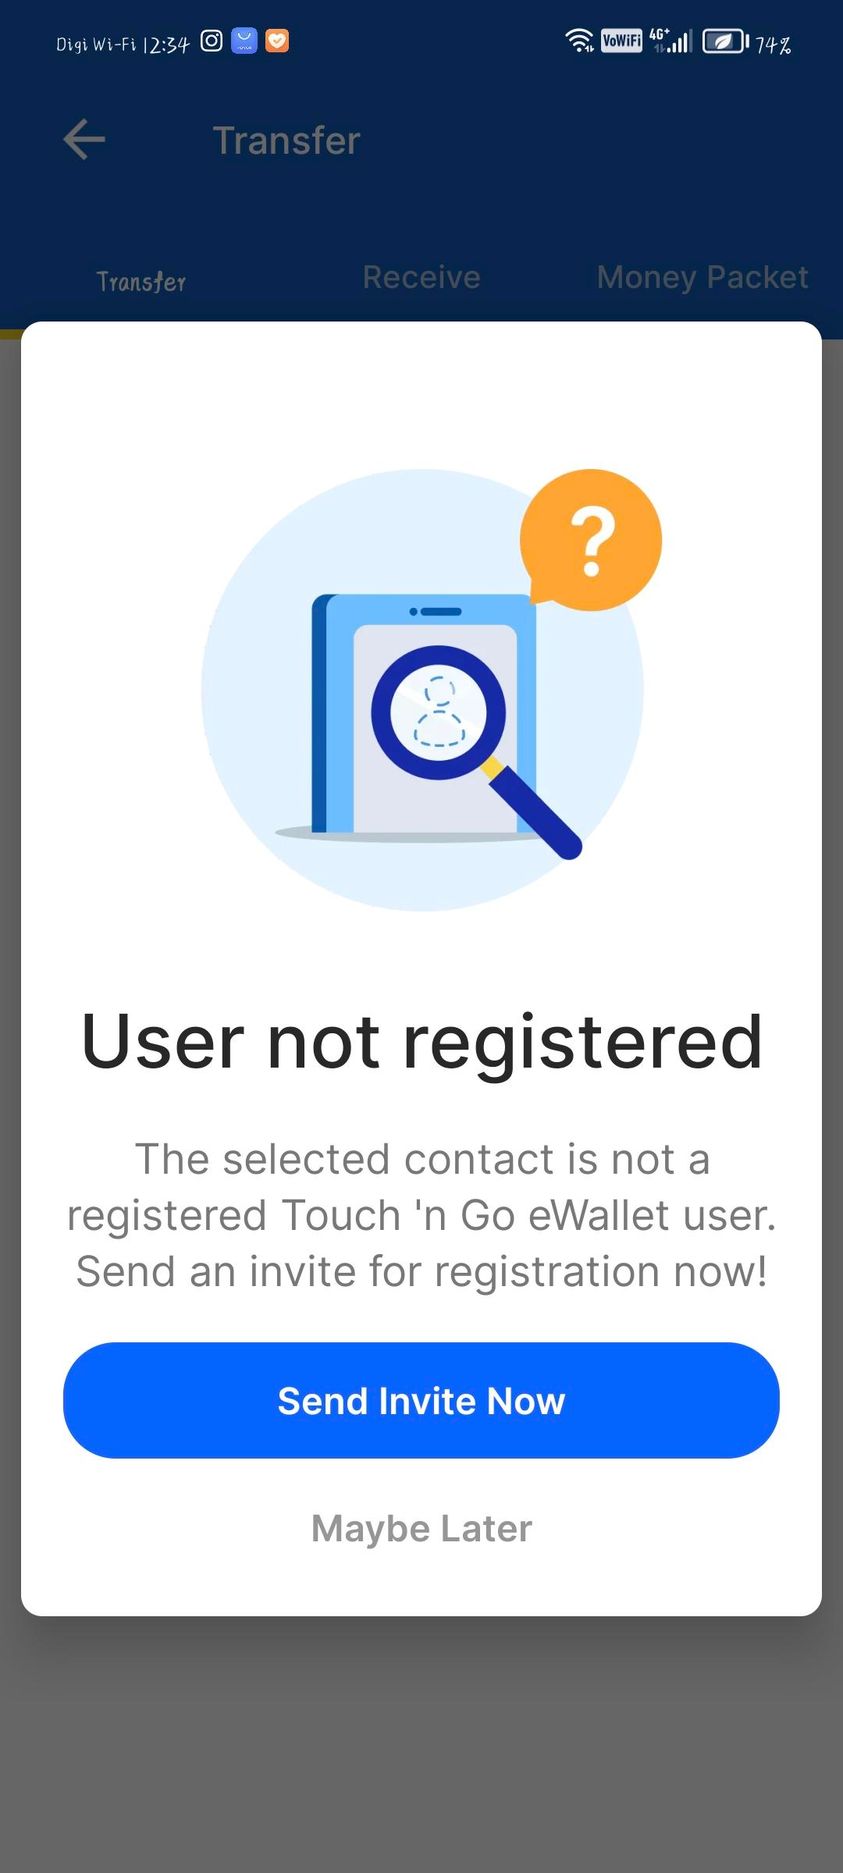 Digi Wi-Fi 12:34 VoWiFi 4G+ 74%
Transfer
Transfer Receive Money Packet
?
User not registered
The selected contact is not a
registered Touch 'n Go eWallet user.
Send an invite for registration now!
Send Invite Now
Maybe Later